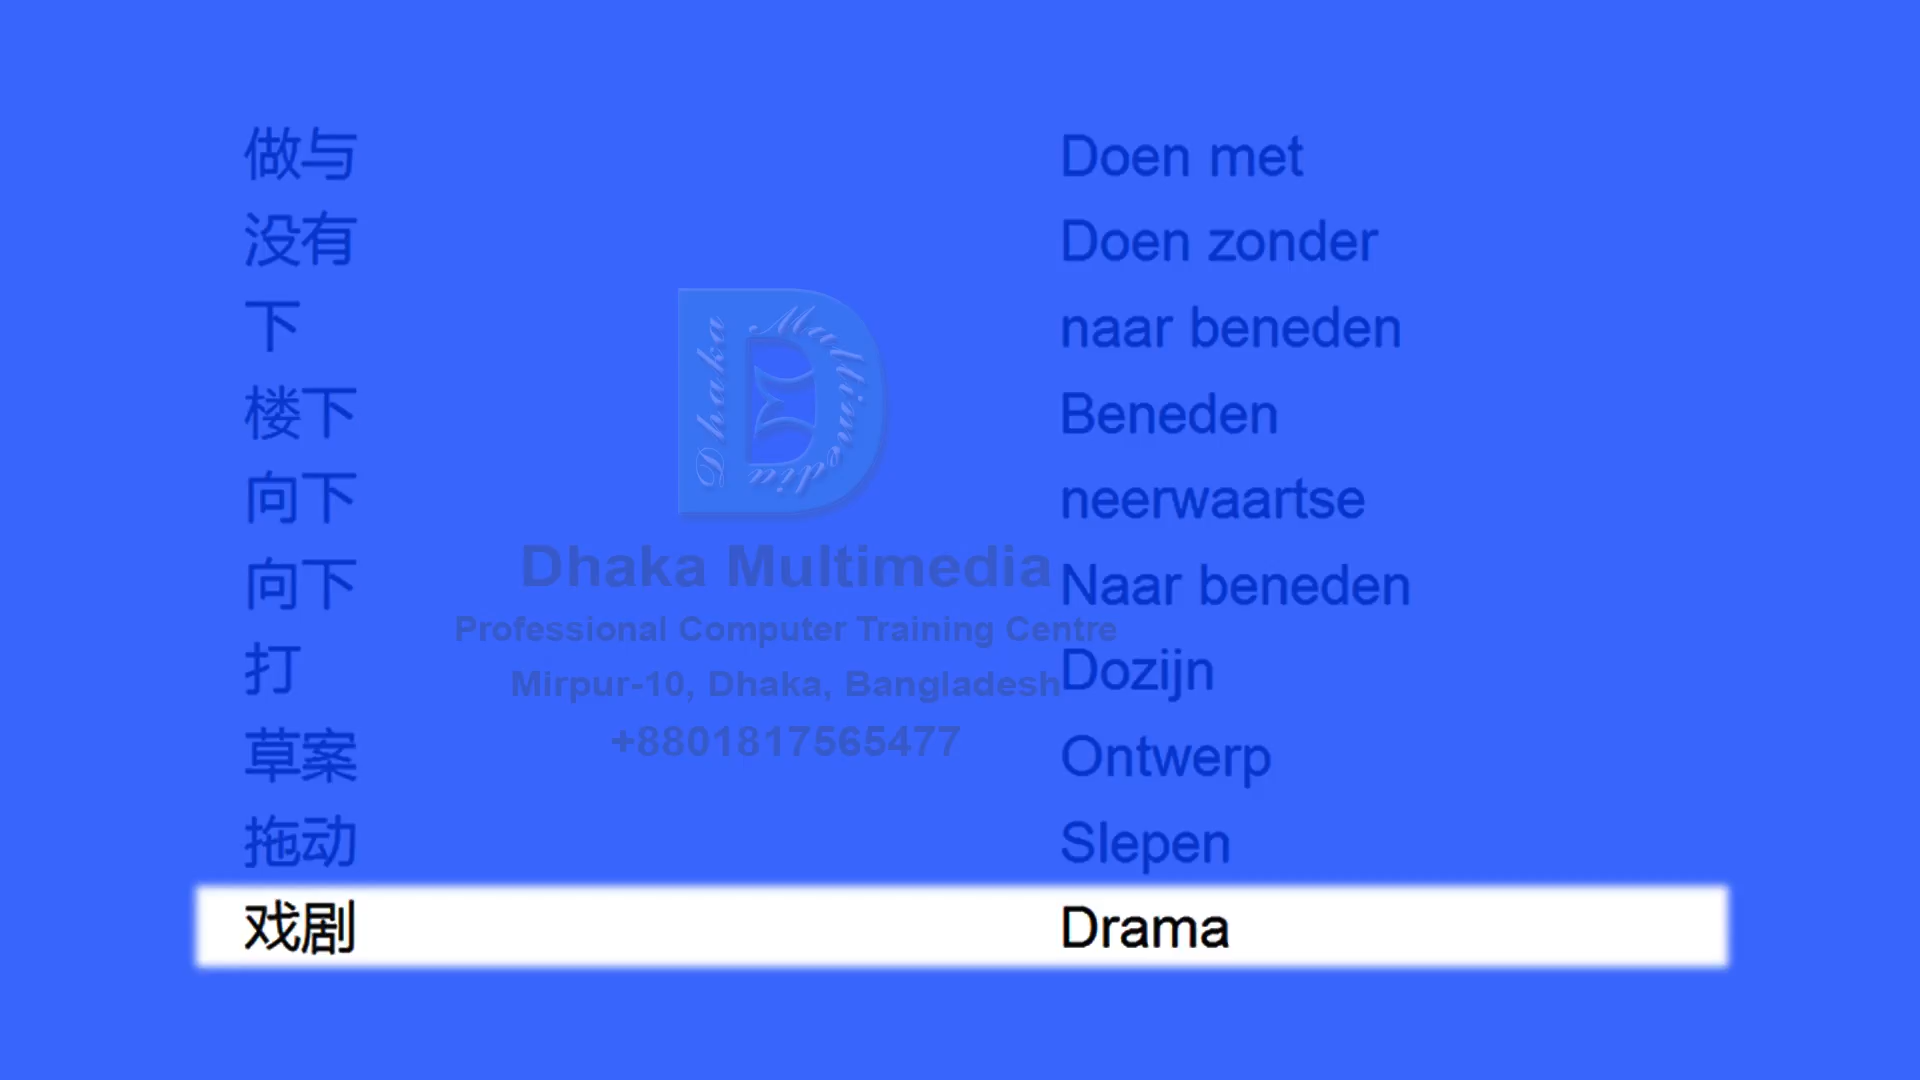 做与 Doen met
没有 Doen zonder
下 naar beneden
楼下 Beneden
向下 neerwaartse
向下 Naar beneden
打 Dozijn
草案 Ontwerp
拖动 Slepen
戏剧 Drama
Dhaka Multimedia
Dhaka Multimedia
Professional Computer Training Centre
Mirpur-10, Dhaka, Bangladesh
+8801817565477